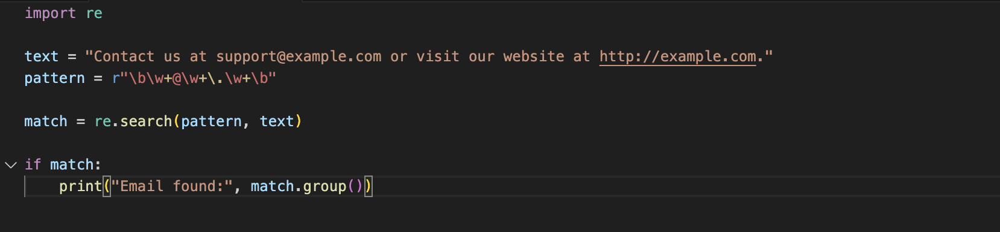 import re
text = "Contact us at support@example.com or visit our website at http://example.com."
pattern = r"\b\w+@\w+\.\w+\b"
match = re.search(pattern, text)
if match:
    print("Email found:", match.group())